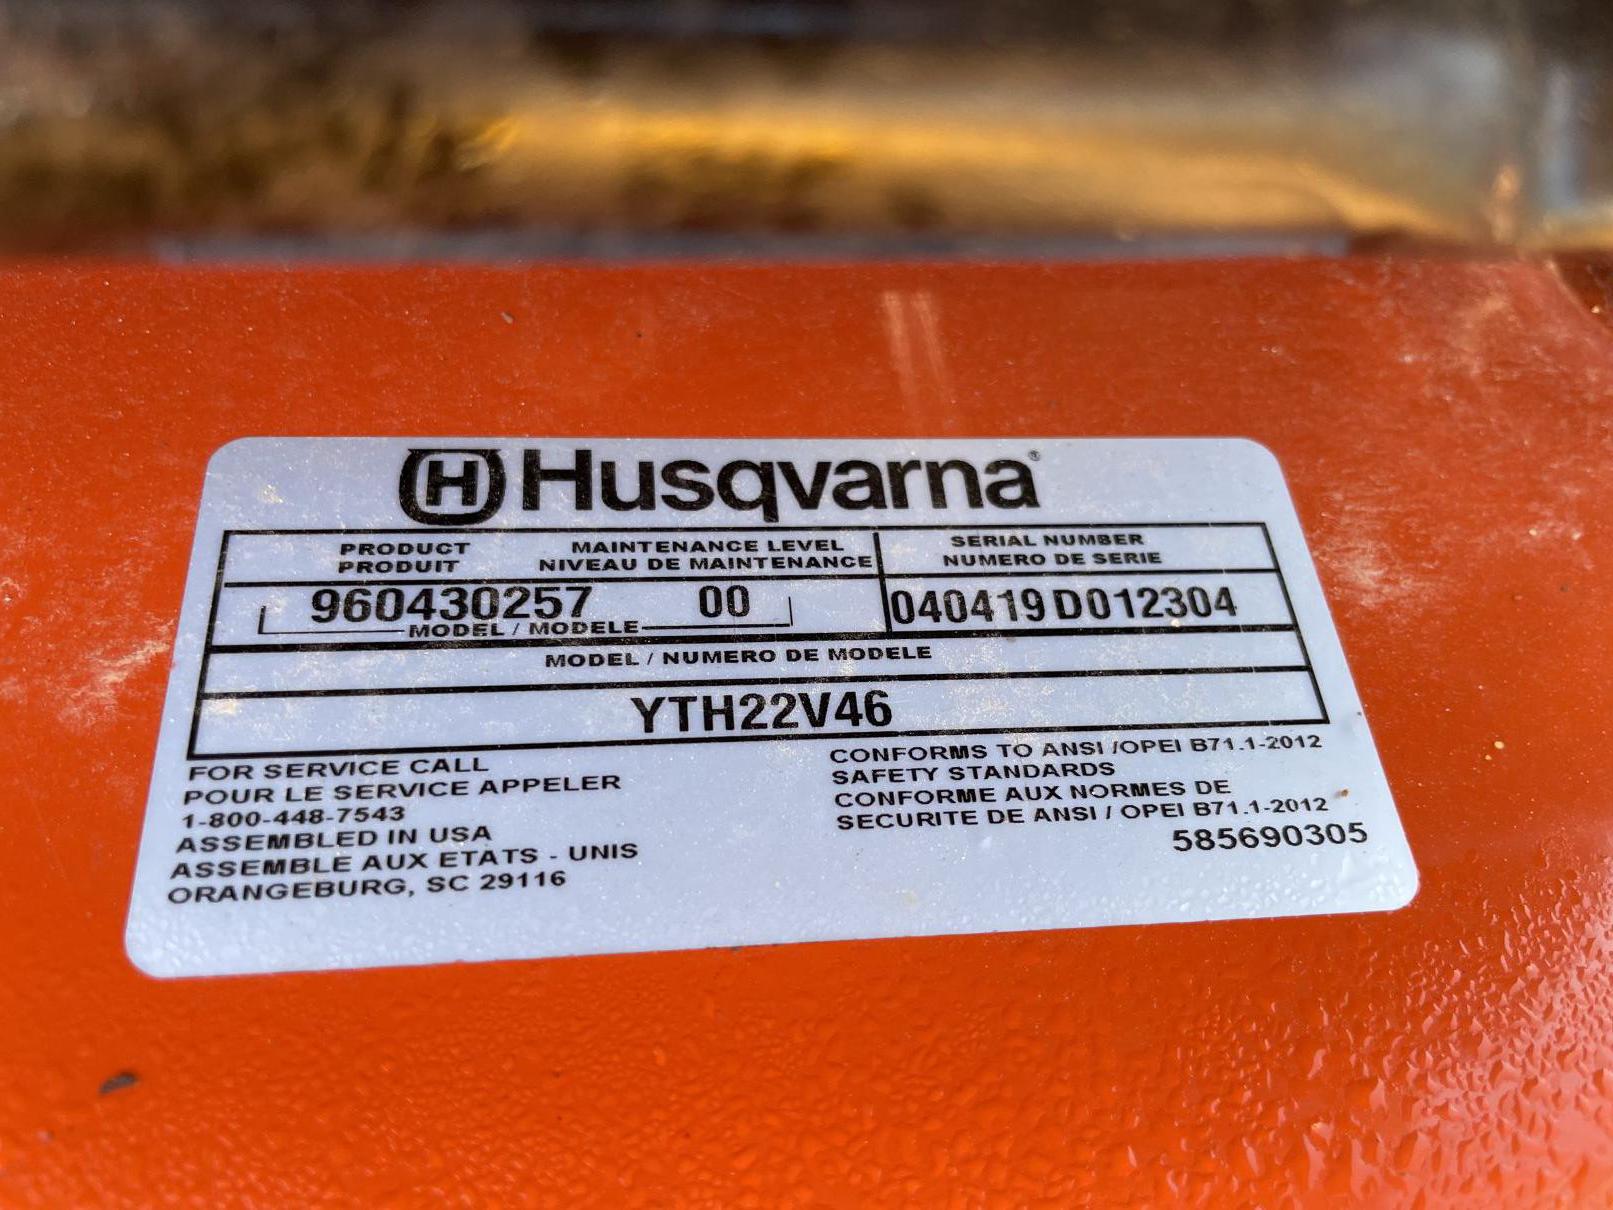 Husqvarna®
PRODUCT MAINTENANCE LEVEL SERIAL NUMBER
PRODUIT NIVEAU DE MAINTENANCE NUMERO DE SERIE
960430257 00 040419D012304
MODEL / MODELE
MODEL / NUMERO DE MODELE
YTH22V46
FOR SERVICE CALL
POUR LE SERVICE APPELER
1-800-448-7543
ASSEMBLED IN USA
ASSEMBLE AUX ETATS - UNIS
ORANGEBURG, SC 29116
CONFORMS TO ANSI /OPEI B71.1-2012
SAFETY STANDARDS
CONFORME AUX NORMES DE
SECURITE DE ANSI / OPEI B71.1-2012
585690305